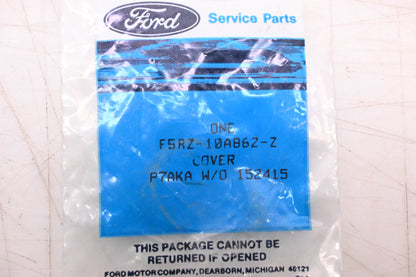 Ford Service Parts
ONE
F5RZ-10A862-Z
COVER
P7AKA W/O 152415
THIS PACKAGE CANNOT BE
RETURNED IF OPENED
FORD MOTOR COMPANY, DEARBORN, MICHIGAN 48121